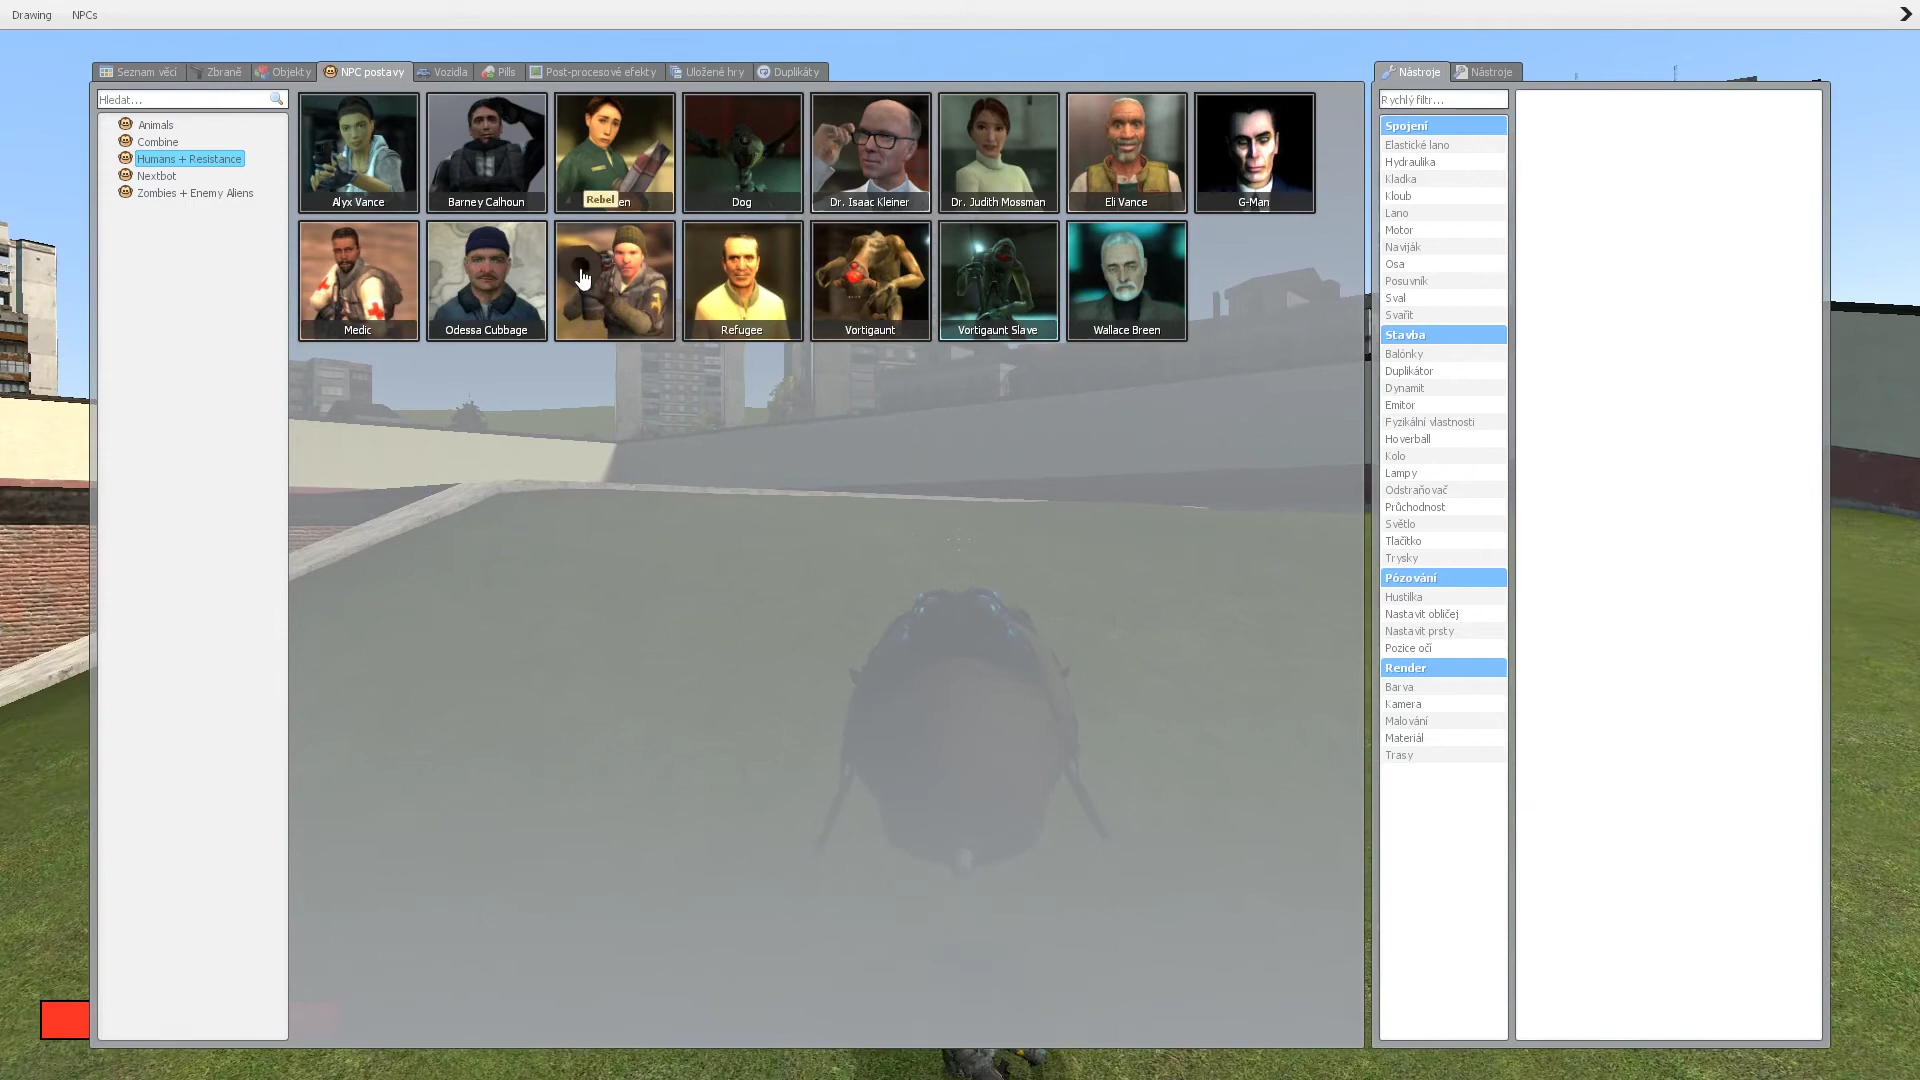 Drawing NPCs
Seznam věcí Zbraně Objekty NPC postavy Vozidla Pills Post-procesové efekty Uložené hry Duplikáty
Nástroje Nástroje
Hledat...
Animals
Combine
Humans + Resistance
Nextbot
Zombies + Enemy Aliens
Alyx Vance
Barney Calhoun
Rebel
Dog
Dr. Isaac Kleiner
Dr. Judith Mossman
Eli Vance
G-Man
Medic
Odessa Cubbage
Refugee
Vortigaunt
Vortigaunt Slave
Wallace Breen
Rychlý filtr...
Spojení
Elastické lano
Hydraulika
Kladka
Kloub
Lano
Motor
Naviják
Osa
Posuvník
Sval
Svařit
Stavba
Balónky
Duplikátor
Dynamit
Emitor
Fyzikální vlastnosti
Hoverball
Kolo
Lampy
Odstraňovač
Průchodnost
Světlo
Tlačítko
Trysky
Pózování
Hustilka
Nastavit obličej
Nastavit prsty
Pozice očí
Render
Barva
Kamera
Malování
Materiál
Trasy